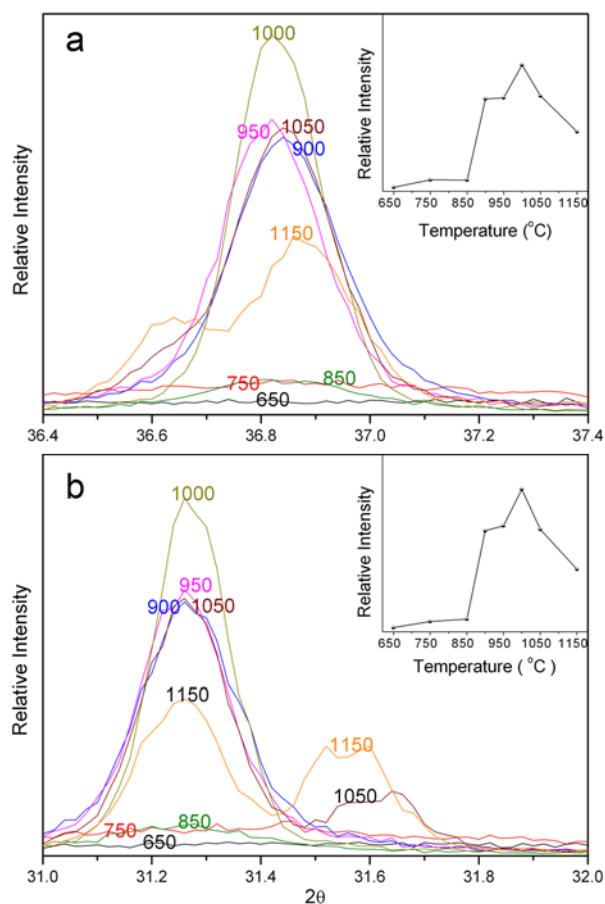 a
1000
950
1050
900
1150
750
850
650
Relative Intensity
36.4 36.6 36.8 37.0 37.2 37.4
Relative Intensity
650 750 850 950 1050 1150
Temperature (°C)
b
1000
950
900
1050
1150
1150
1050
750
850
650
Relative Intensity
31.0 31.2 31.4 31.6 31.8 32.0
2θ
Relative Intensity
650 750 850 950 1050 1150
Temperature ( °C)